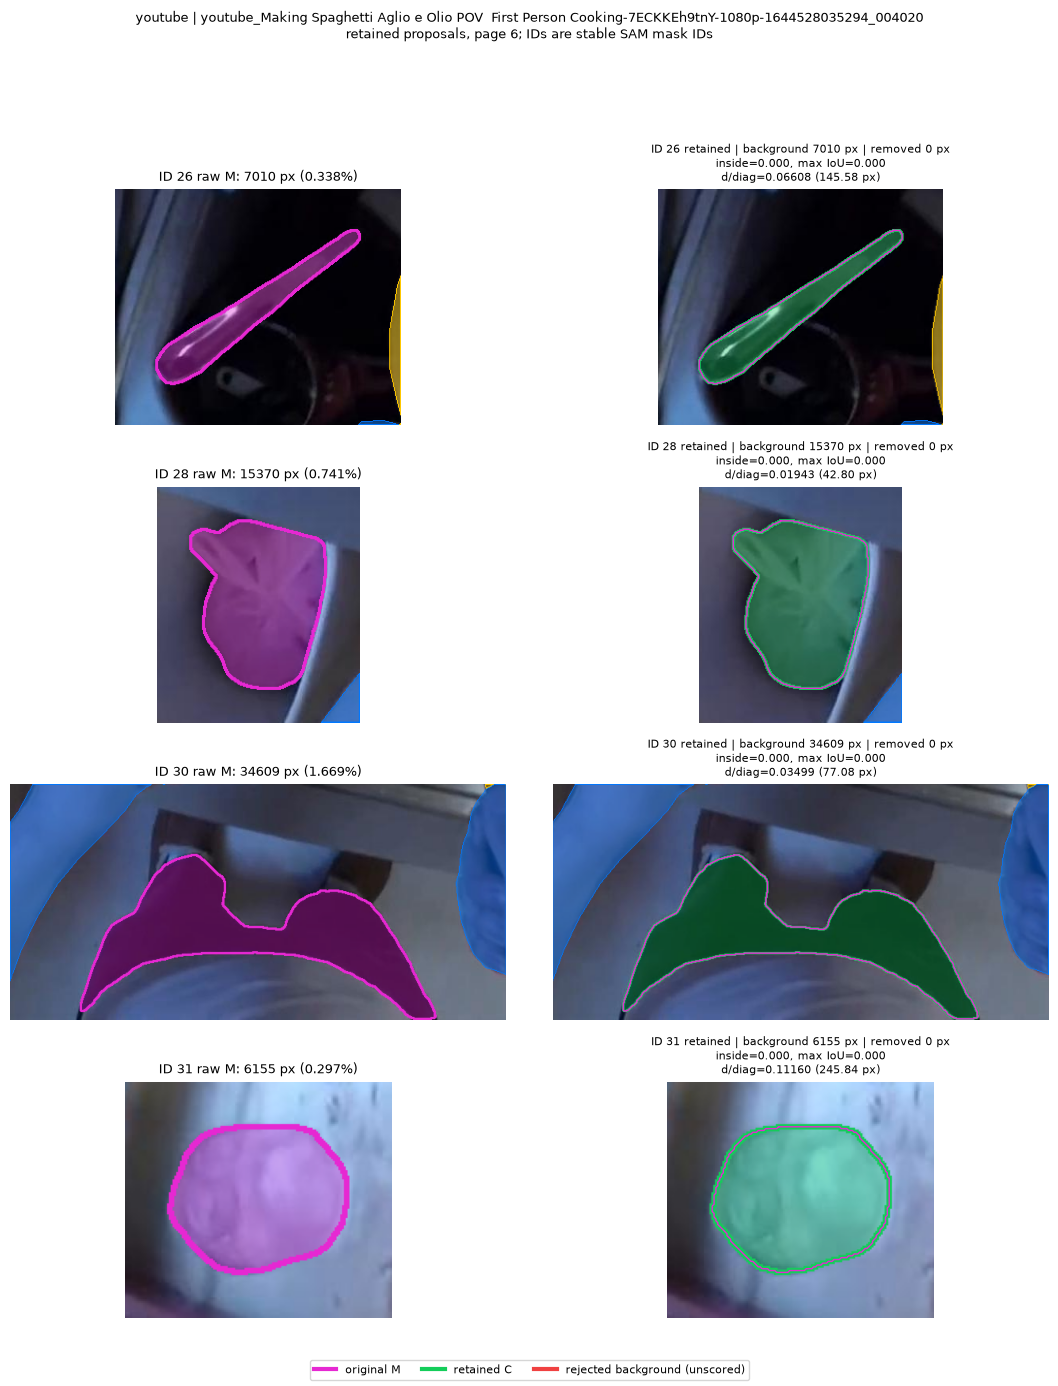 youtube | youtube_Making Spaghetti Aglio e Olio POV  First Person Cooking-7ECKKEh9tnY-1080p-1644528035294_004020
retained proposals, page 6; IDs are stable SAM mask IDs
ID 26 raw M: 7010 px (0.338%)
ID 26 retained | background 7010 px | removed 0 px
inside=0.000, max IoU=0.000
d/diag=0.06608 (145.58 px)
ID 28 raw M: 15370 px (0.741%)
ID 28 retained | background 15370 px | removed 0 px
inside=0.000, max IoU=0.000
d/diag=0.01943 (42.80 px)
ID 30 raw M: 34609 px (1.669%)
ID 30 retained | background 34609 px | removed 0 px
inside=0.000, max IoU=0.000
d/diag=0.03499 (77.08 px)
ID 31 raw M: 6155 px (0.297%)
ID 31 retained | background 6155 px | removed 0 px
inside=0.000, max IoU=0.000
d/diag=0.11160 (245.84 px)
original M
retained C
rejected background (unscored)